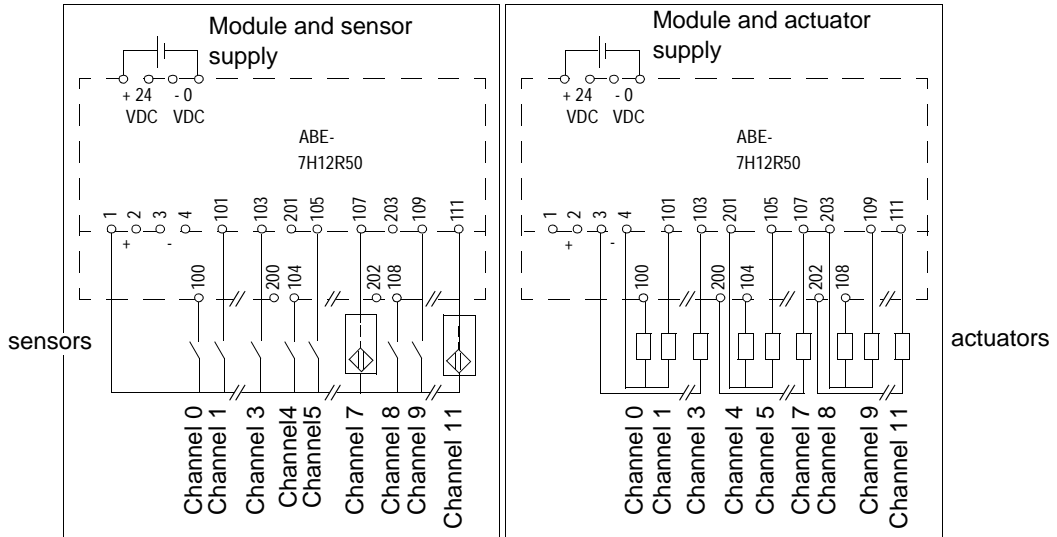 Module and sensor
supply
+ 24
VDC
- 0
VDC
ABE-
7H12R50
1
2
3
4
101
103
201
105
107
203
109
111
+
-
100
200
104
202
108
sensors
Channel 0
Channel 1
Channel 3
Channel4
Channel5
Channel 7
Channel 8
Channel 9
Channel 11
Module and actuator
supply
+ 24
VDC
- 0
VDC
ABE-
7H12R50
1
2
3
4
101
103
201
105
107
203
109
111
+
-
100
200
104
202
108
actuators
Channel 0
Channel 1
Channel 3
Channel 4
Channel 5
Channel 7
Channel 8
Channel 9
Channel 11